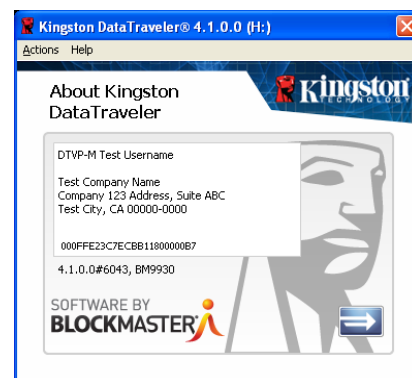 Kingston DataTraveler® 4.1.0.0 (H:)
Actions Help
About Kingston
DataTraveler
Kingston
TECHNOLOGY
DTVP-M Test Username
Test Company Name
Company 123 Address, Suite ABC
Test City, CA 00000-0000
000FFE23C7ECBB11800000B7
4.1.0.0#6043, BM9930
SOFTWARE BY
BLOCKMASTER